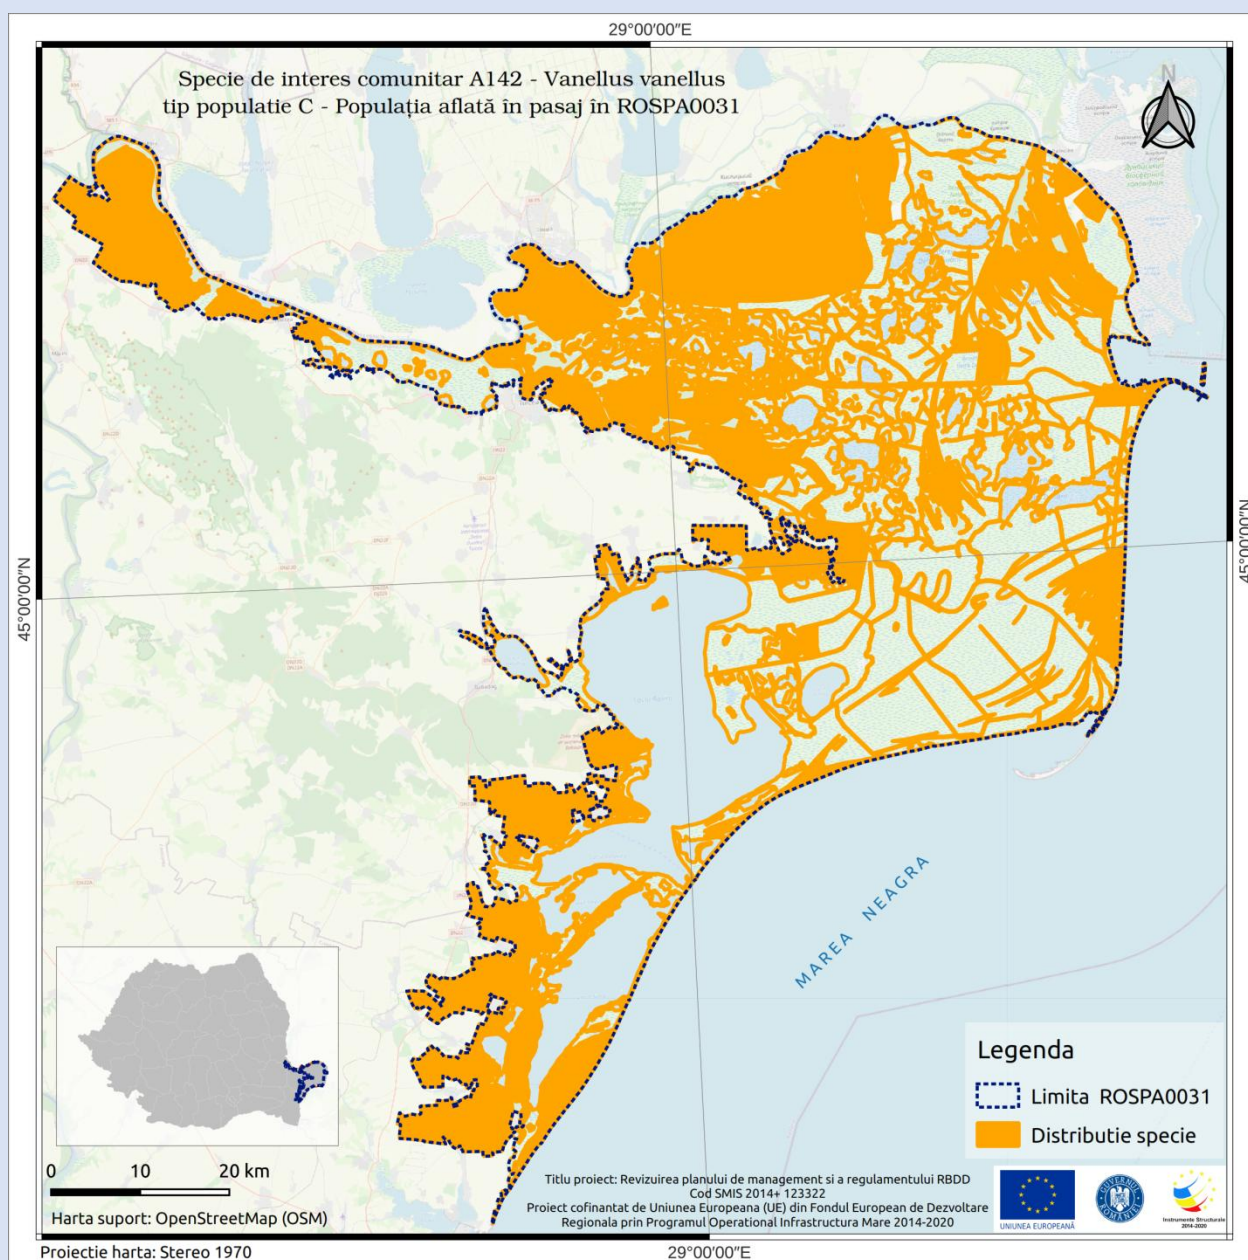 29°00′00″E
Specie de interes comunitar A142 - Vanellus vanellus
tip populatie C - Populația aflată în pasaj în ROSPA0031
N
45°00′00″N
45°00′00″N
MAREA NEAGRA
Legenda
Limita ROSPA0031
Distributie specie
0 10 20 km
Harta suport: OpenStreetMap (OSM)
Titlu proiect: Revizuirea planului de management si a regulamentului RBDD
Cod SMIS 2014+ 123322
Proiect cofinantat de Uniunea Europeana (UE) din Fondul European de Dezvoltare
Regionala prin Programul Operational Infrastructura Mare 2014-2020
UNIUNEA EUROPEANĂ
GUVERNUL ROMÂNIEI
Instrumente Structurale
2014-2020
Proiectie harta: Stereo 1970
29°00′00″E